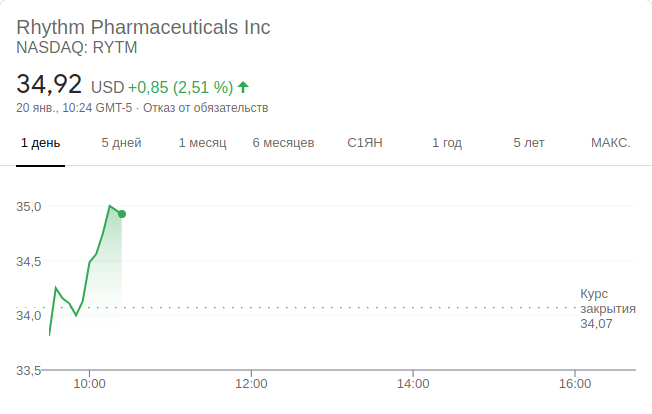 Rhythm Pharmaceuticals Inc
NASDAQ: RYTM
34,92 USD +0,85 (2,51 %)
20 янв., 10:24 GMT-5 · Отказ от обязательств
1 день 5 дней 1 месяц 6 месяцев С1ЯН 1 год 5 лет МАКС.
35,0
34,5
34,0
33,5
Курс
закрытия
34,07
10:00 12:00 14:00 16:00